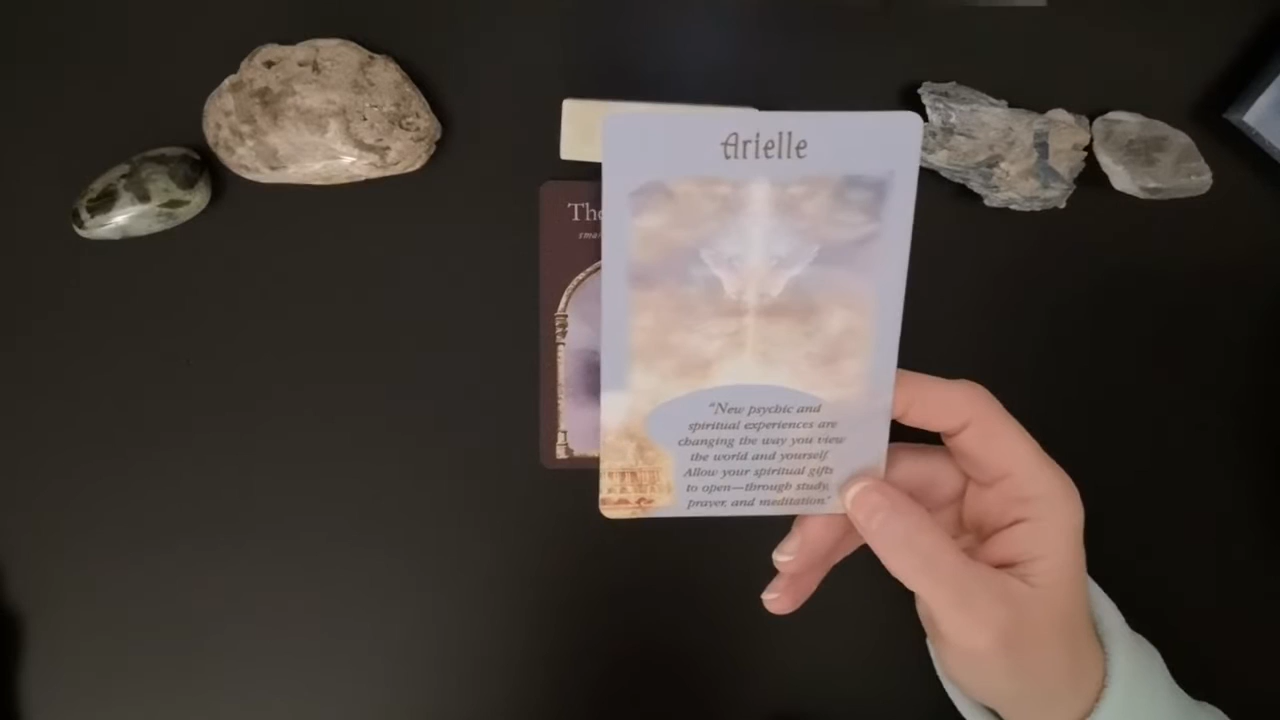 Arielle
"New psychic and
spiritual experiences are
changing the way you view
the world and yourself.
Allow your spiritual gifts
to open—through study,
prayer, and meditation."